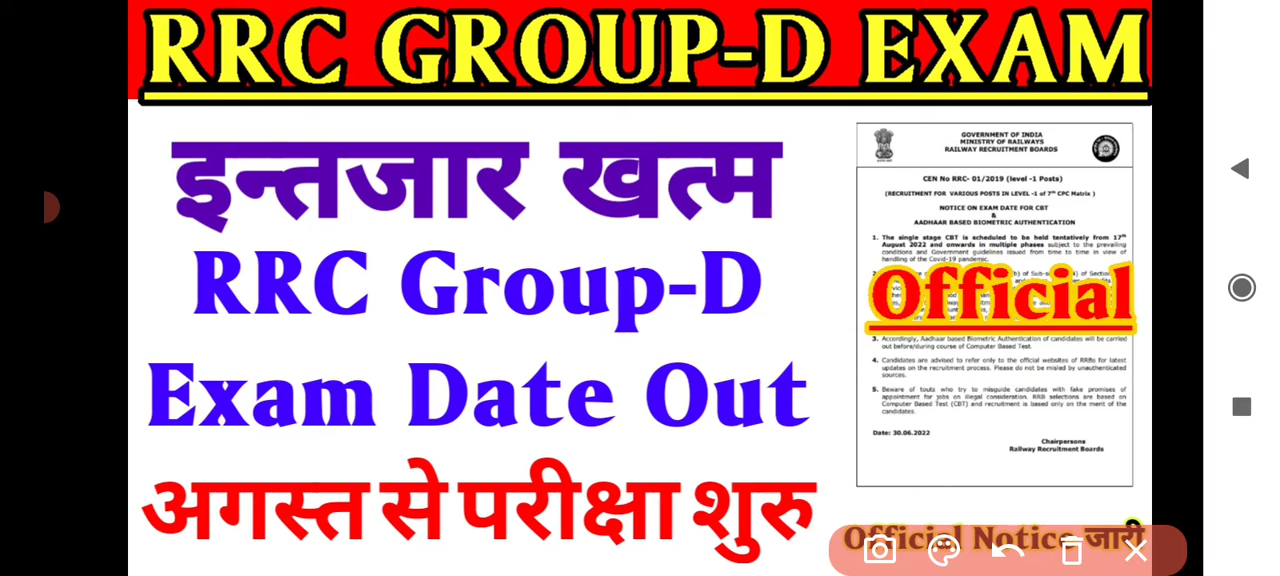 RRC GROUP-D EXAM
इन्तजार खत्म
RRC Group-D
Exam Date Out
अगस्त से परीक्षा शुरु
GOVERNMENT OF INDIA
MINISTRY OF RAILWAYS
RAILWAY RECRUITMENT BOARDS
CEN No RRC- 01/2019 (level -1 Posts)
(RECRUITMENT FOR VARIOUS POSTS IN LEVEL -1 of 7th CPC Matrix )
NOTICE ON EXAM DATE FOR CBT
&
AADHAAR BASED BIOMETRIC AUTHENTICATION
1. The single stage CBT is scheduled to be held tentatively from 17th
August 2022 and onwards in multiple phases subject to the prevailing
conditions and Government guidelines issued from time to time in view of
handling of the Covid-19 pandemic.
Official
3. Accordingly, Aadhaar based Biometric Authentication of candidates will be carried
out before/during course of Computer Based Test.
4. Candidates are advised to refer only to the official websites of RRBs for latest
updates on the recruitment process. Please do not be misled by unauthenticated
sources.
5. Beware of touts who try to misguide candidates with fake promises of
appointment for jobs on illegal consideration. RRB selections are based on
Computer Based Test (CBT) and recruitment is based only on the merit of the
candidates.
Date: 30.06.2022
Chairpersons
Railway Recruitment Boards
Official Notice जारी